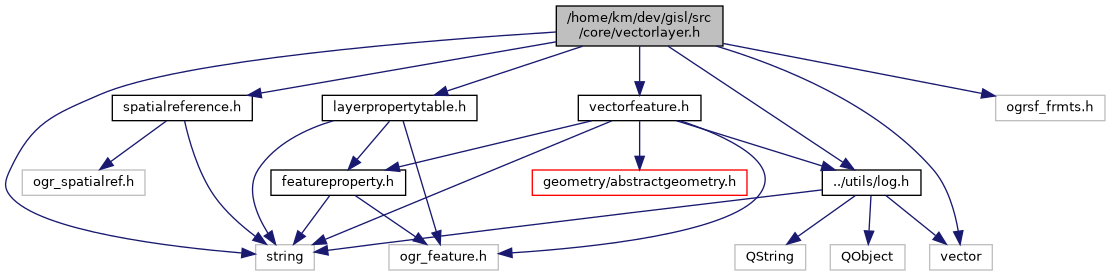 /home/km/dev/gisl/src
/core/vectorlayer.h
spatialreference.h
layerpropertytable.h
vectorfeature.h
ogrsf_frmts.h
ogr_spatialref.h
featureproperty.h
geometry/abstractgeometry.h
../utils/log.h
string
ogr_feature.h
QString
QObject
vector